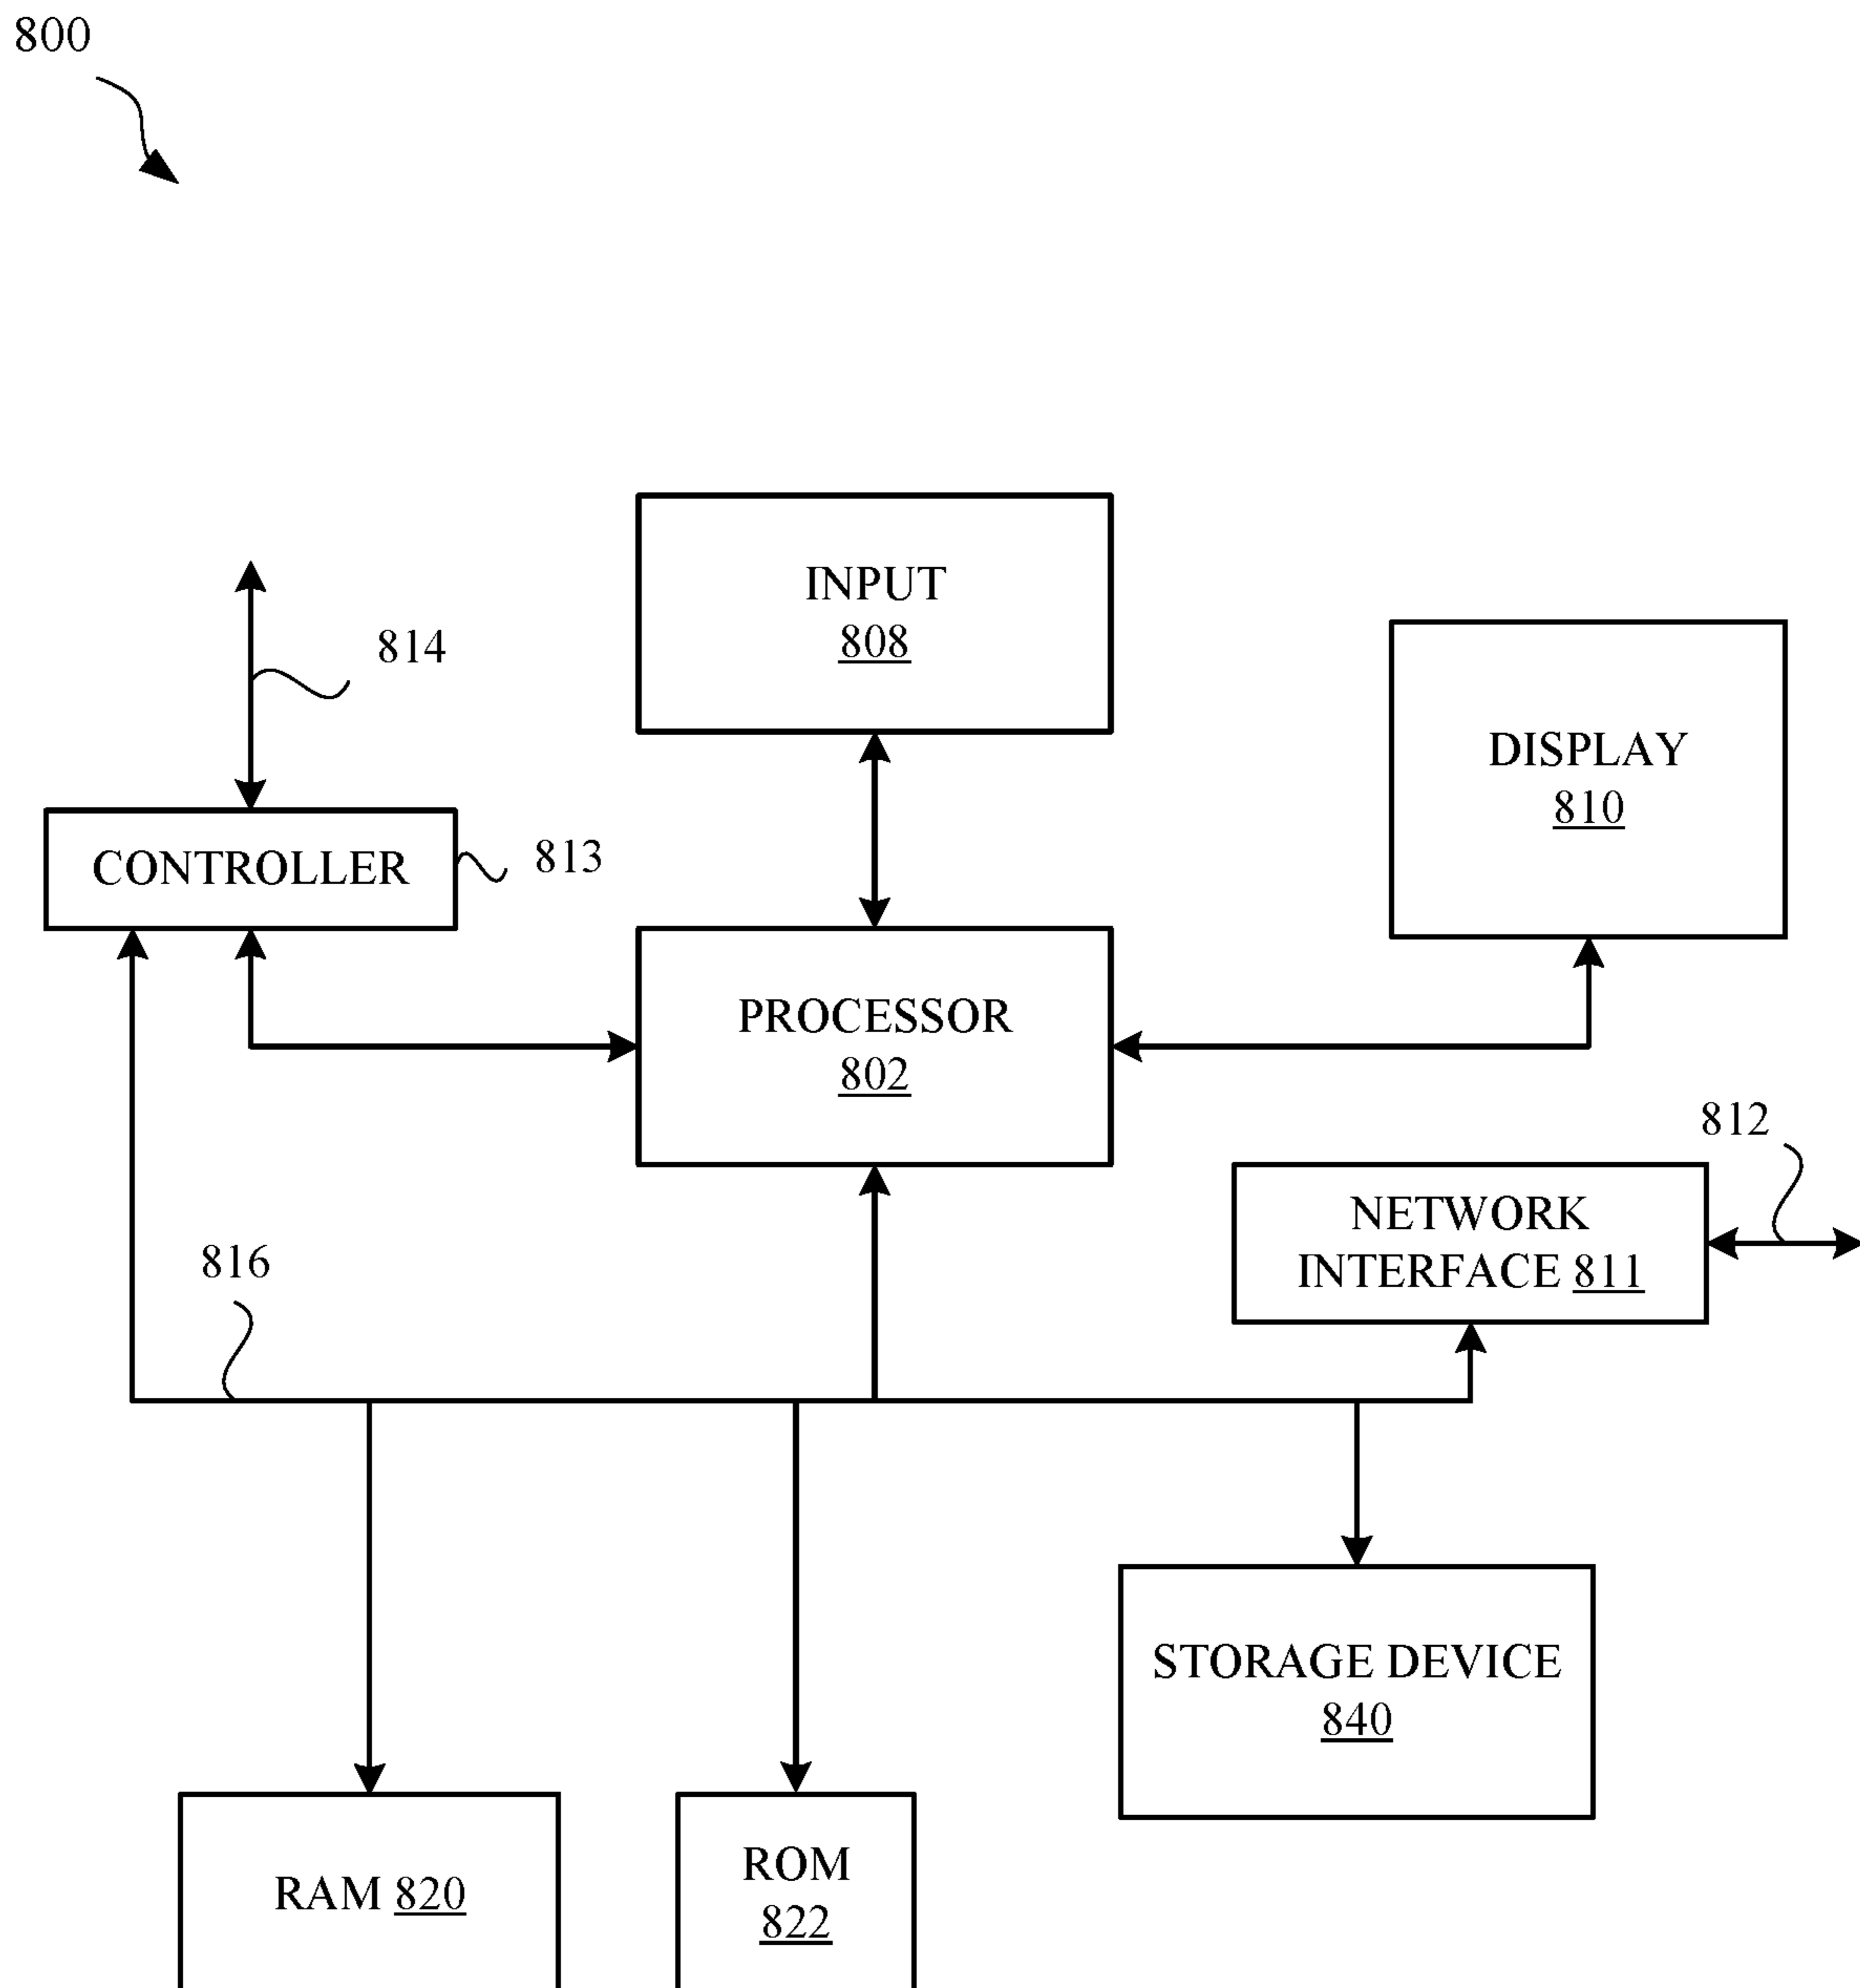 800
INPUT
808
814
DISPLAY
810
CONTROLLER
813
PROCESSOR
802
812
NETWORK
INTERFACE 811
816
STORAGE DEVICE
840
RAM 820
ROM
822